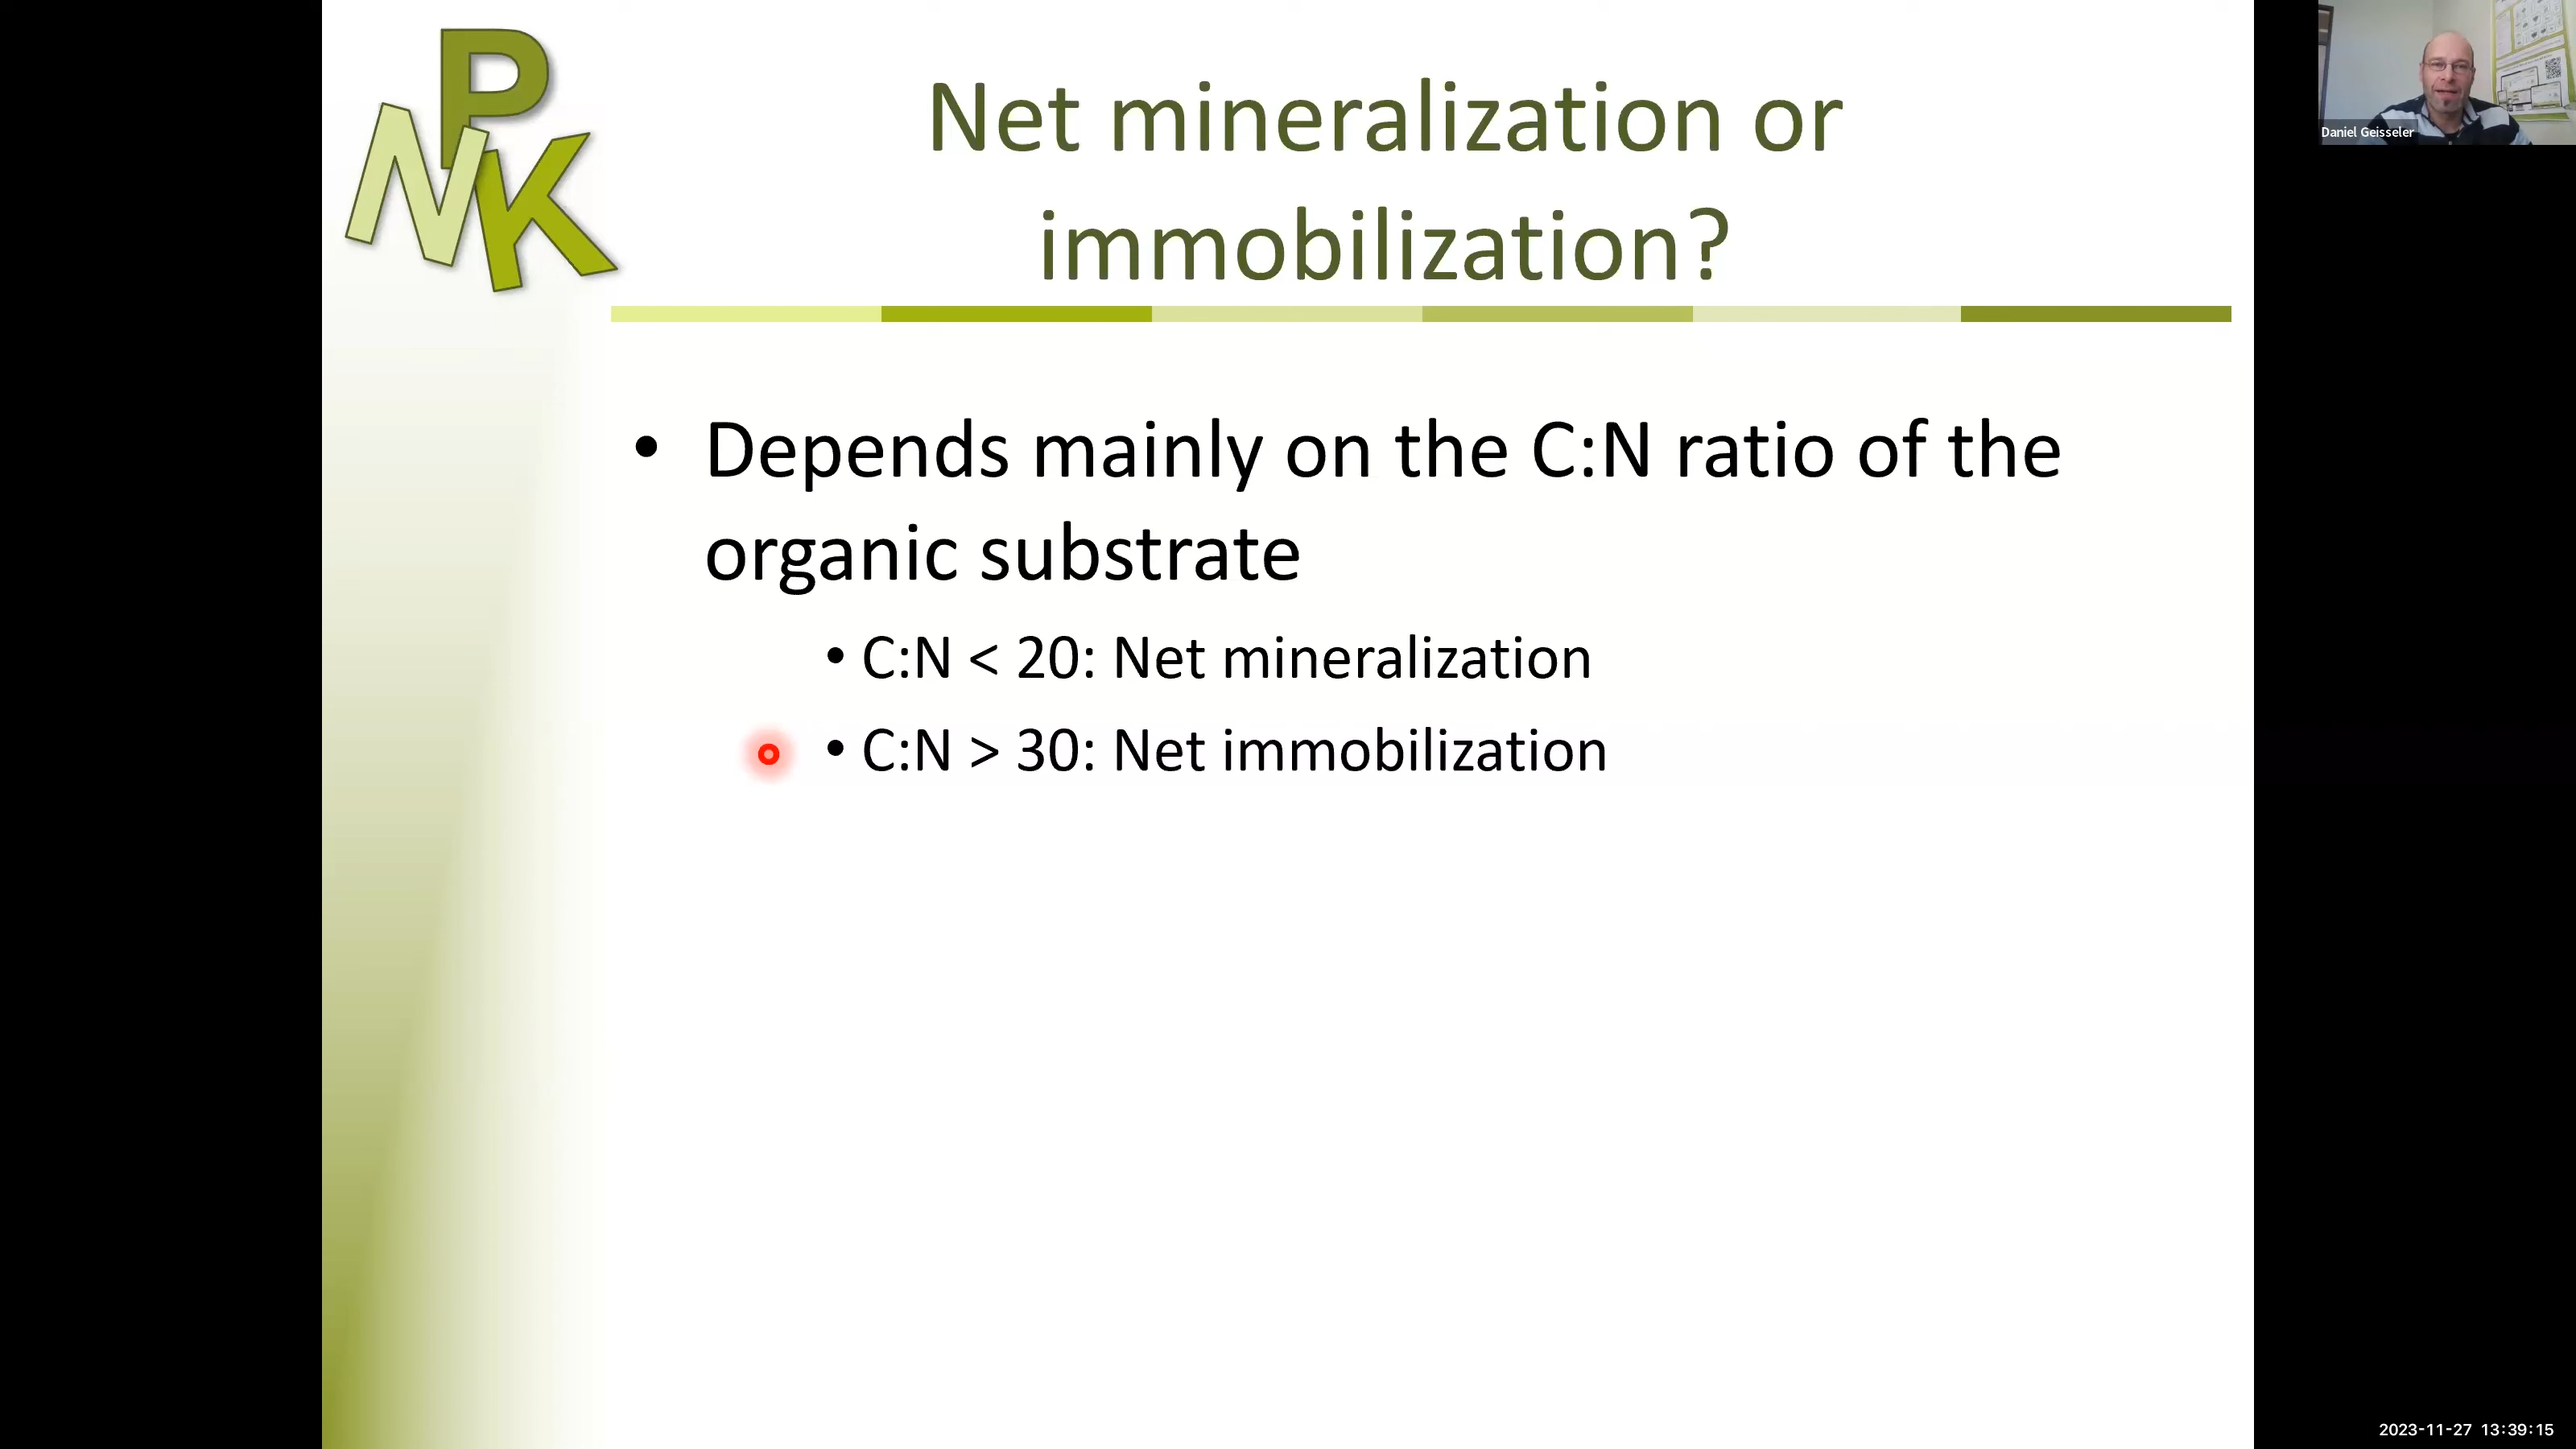 P
N
K
Net mineralization or
immobilization?
• Depends mainly on the C:N ratio of the
organic substrate
• C:N < 20: Net mineralization
• C:N > 30: Net immobilization
Daniel Geisseler
2023-11-27 13:39:15